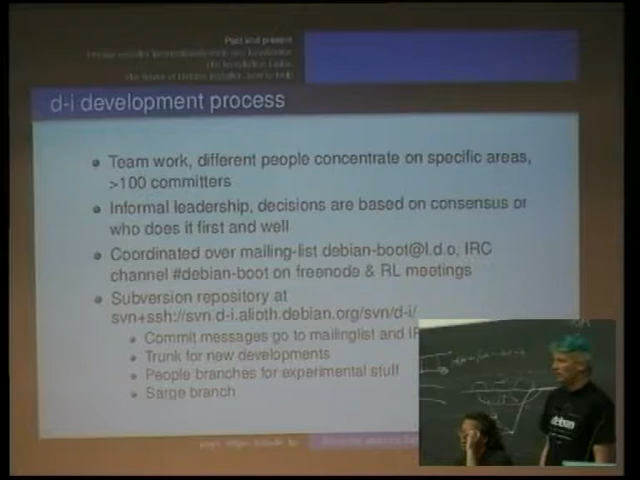 Past and present
d-i development process
Team work, different people concentrate on specific areas,
>100 committers
Informal leadership, decisions are based on consensus or
who does it first and well
Coordinated over mailing-list debian-boot@l.d.o, IRC
channel #debian-boot on freenode & RL meetings
Subversion repository at
svn+ssh://svn.d-i.alioth.debian.org/svn/d-i/
Commit messages go to mailinglist and
Trunk for new developments
People branches for experimental stuff
Sarge branch
debian